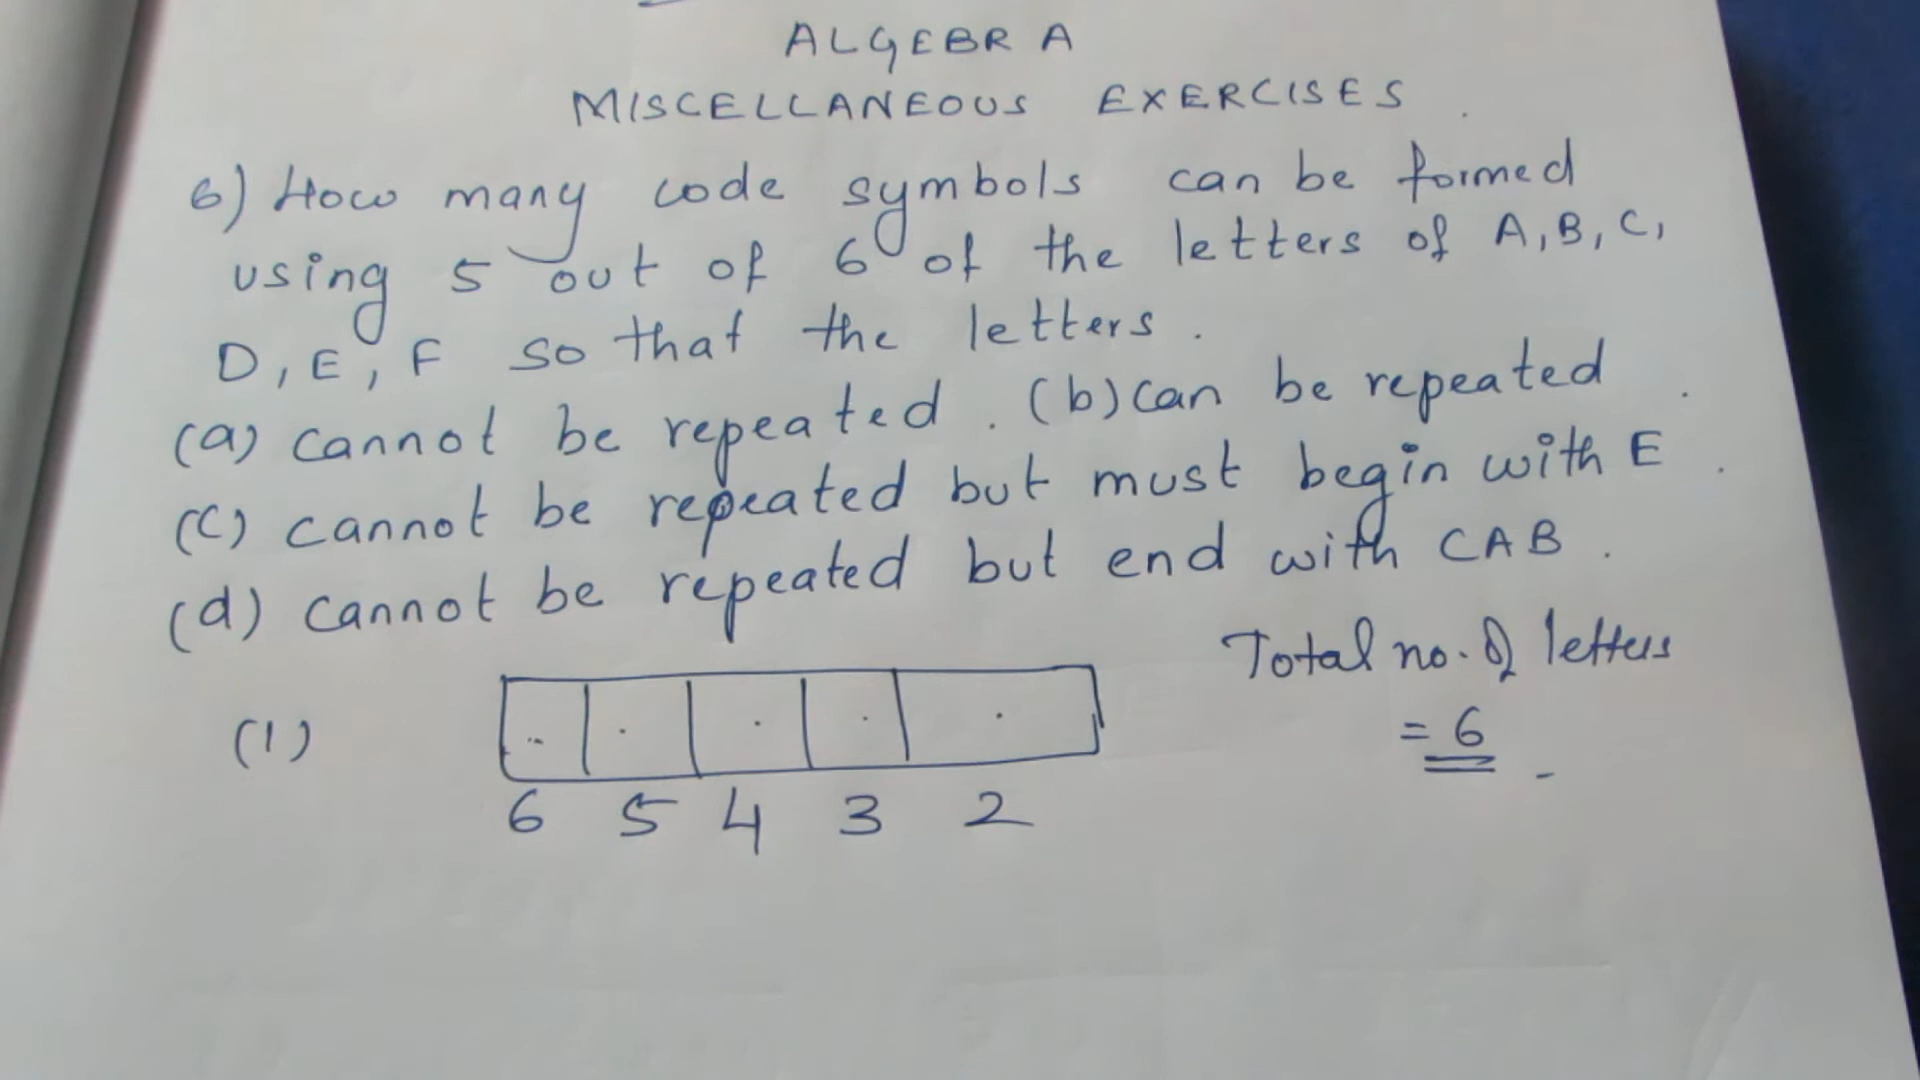 ALGEBRA
MISCELLANEOUS EXERCISES.
6) How many code symbols can be formed
using 5 out of 6 of the letters of A, B, C,
D, E, F so that the letters.
(a) cannot be repeated. (b) can be repeated.
(C) cannot be repeated but must begin with E.
(d) cannot be repeated but end with CAB.
Total no. of letters
= 6
(1)
6 5 4 3 2